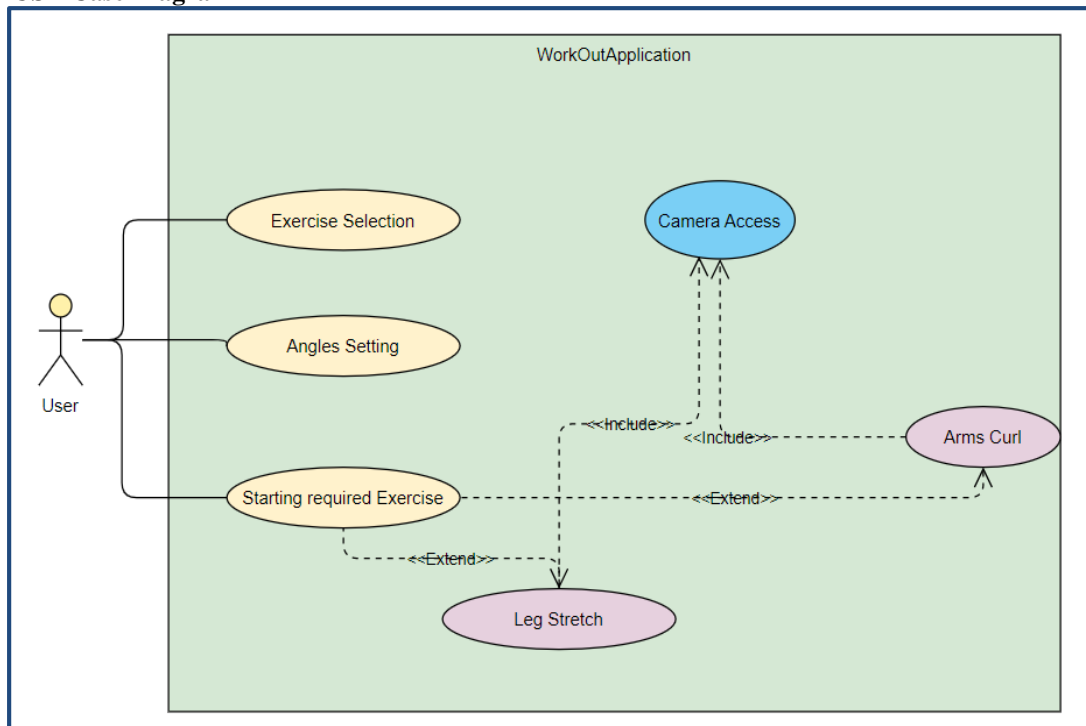 WorkOutApplication
Exercise Selection
Camera Access
Angles Setting
User
<<Include>>
<<Include>>
Arms Curl
Starting required Exercise
<<Extend>>
<<Extend>>
Leg Stretch